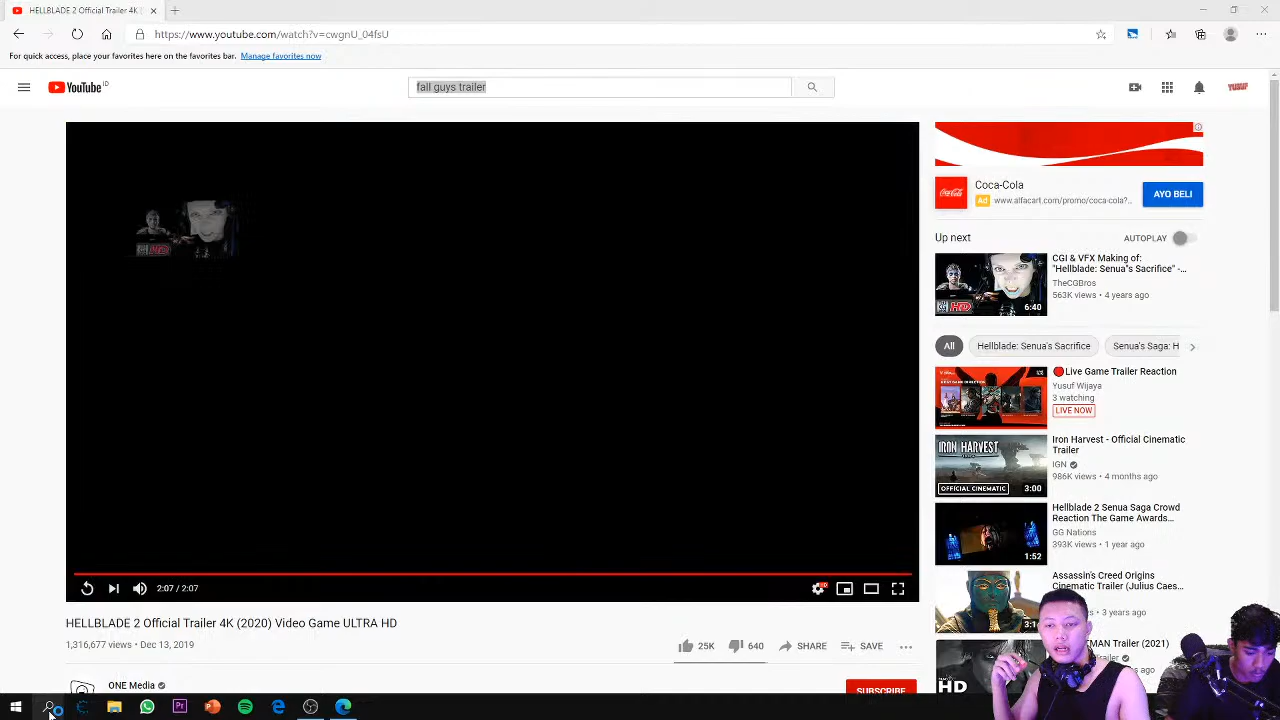 HELLBLADE 2 Official Trailer 4K (
https://www.youtube.com/watch?v=cwgnU_04fsU
For quick access, place your favorites here on the favorites bar. Manage favorites now
YouTube ID
fall guys trailer
YUSUF
Coca-Cola
Ad www.alfacart.com/promo/coca-cola?...
AYO BELI
Up next
AUTOPLAY
CGI & VFX Making of:
"Hellblade: Senua"s Sacrifice" -...
TheCGBros
563K views • 4 years ago
HD
6:40
All
Hellblade: Senua's Sacrifice
Senua's Saga: H
🔴Live Game Trailer Reaction
Yusuf Wijaya
3 watching
LIVE NOW
Iron Harvest - Official Cinematic
Trailer
IGN
986K views • 4 months ago
IRON HARVEST
OFFICIAL CINEMATIC
3:00
Hellblade 2 Senua Saga Crowd
Reaction The Game Awards...
GG Nations
393K views • 1 year ago
1:52
Assassin's Creed Origins
Cinematic Trailer (Julius Caes...
3 years ago
TMAN Trailer (2021)
railer
HD
2:07 / 2:07
HELLBLADE 2 Official Trailer 4K (2020) Video Game ULTRA HD
1,316,677 views • Dec 13, 2019
25K
640
SHARE
SAVE
ONE Media
SUBSCRIBE